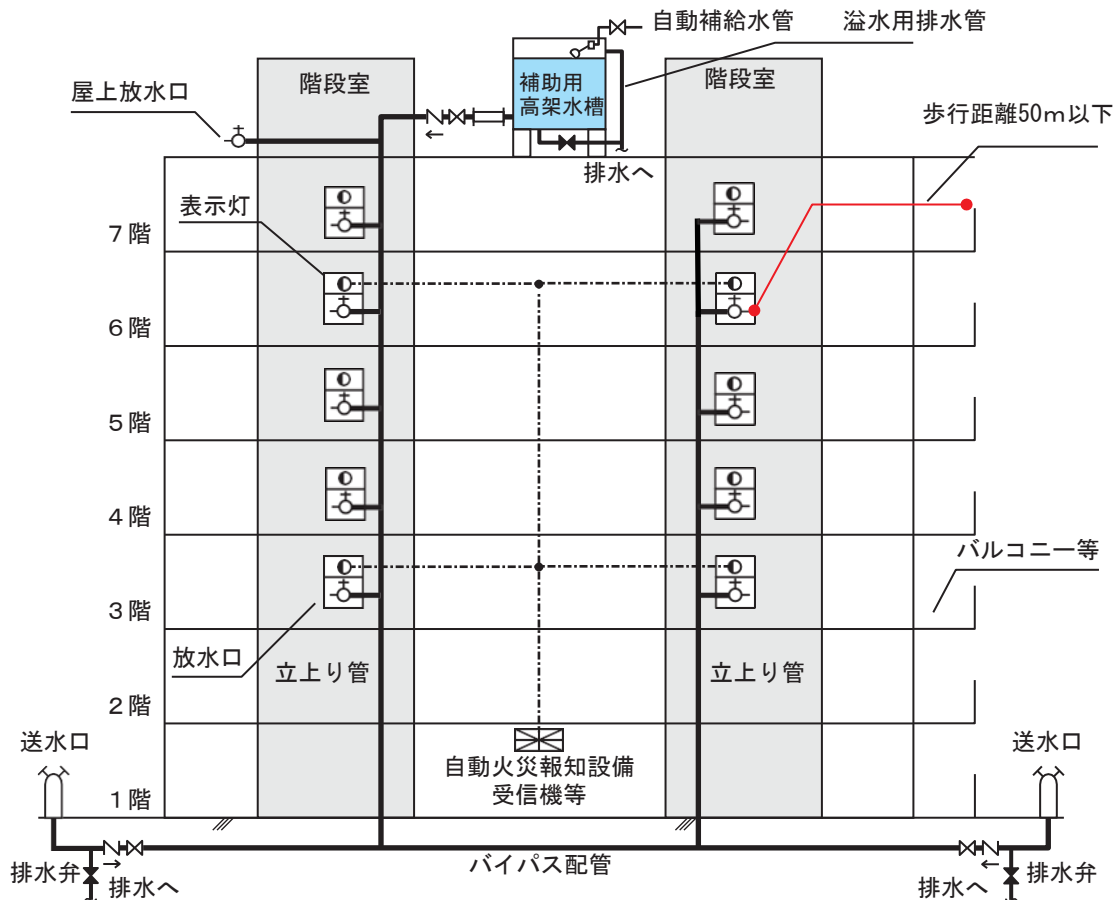 自動補給水管
溢水用排水管
階段室
補助用
高架水槽
階段室
屋上放水口
歩行距離50m以下
排水へ
表示灯
7階
6階
5階
4階
バルコニー等
3階
放水口
立上り管
立上り管
2階
送水口
自動火災報知設備
受信機等
送水口
1階
バイパス配管
排水弁
排水へ
排水へ
排水弁